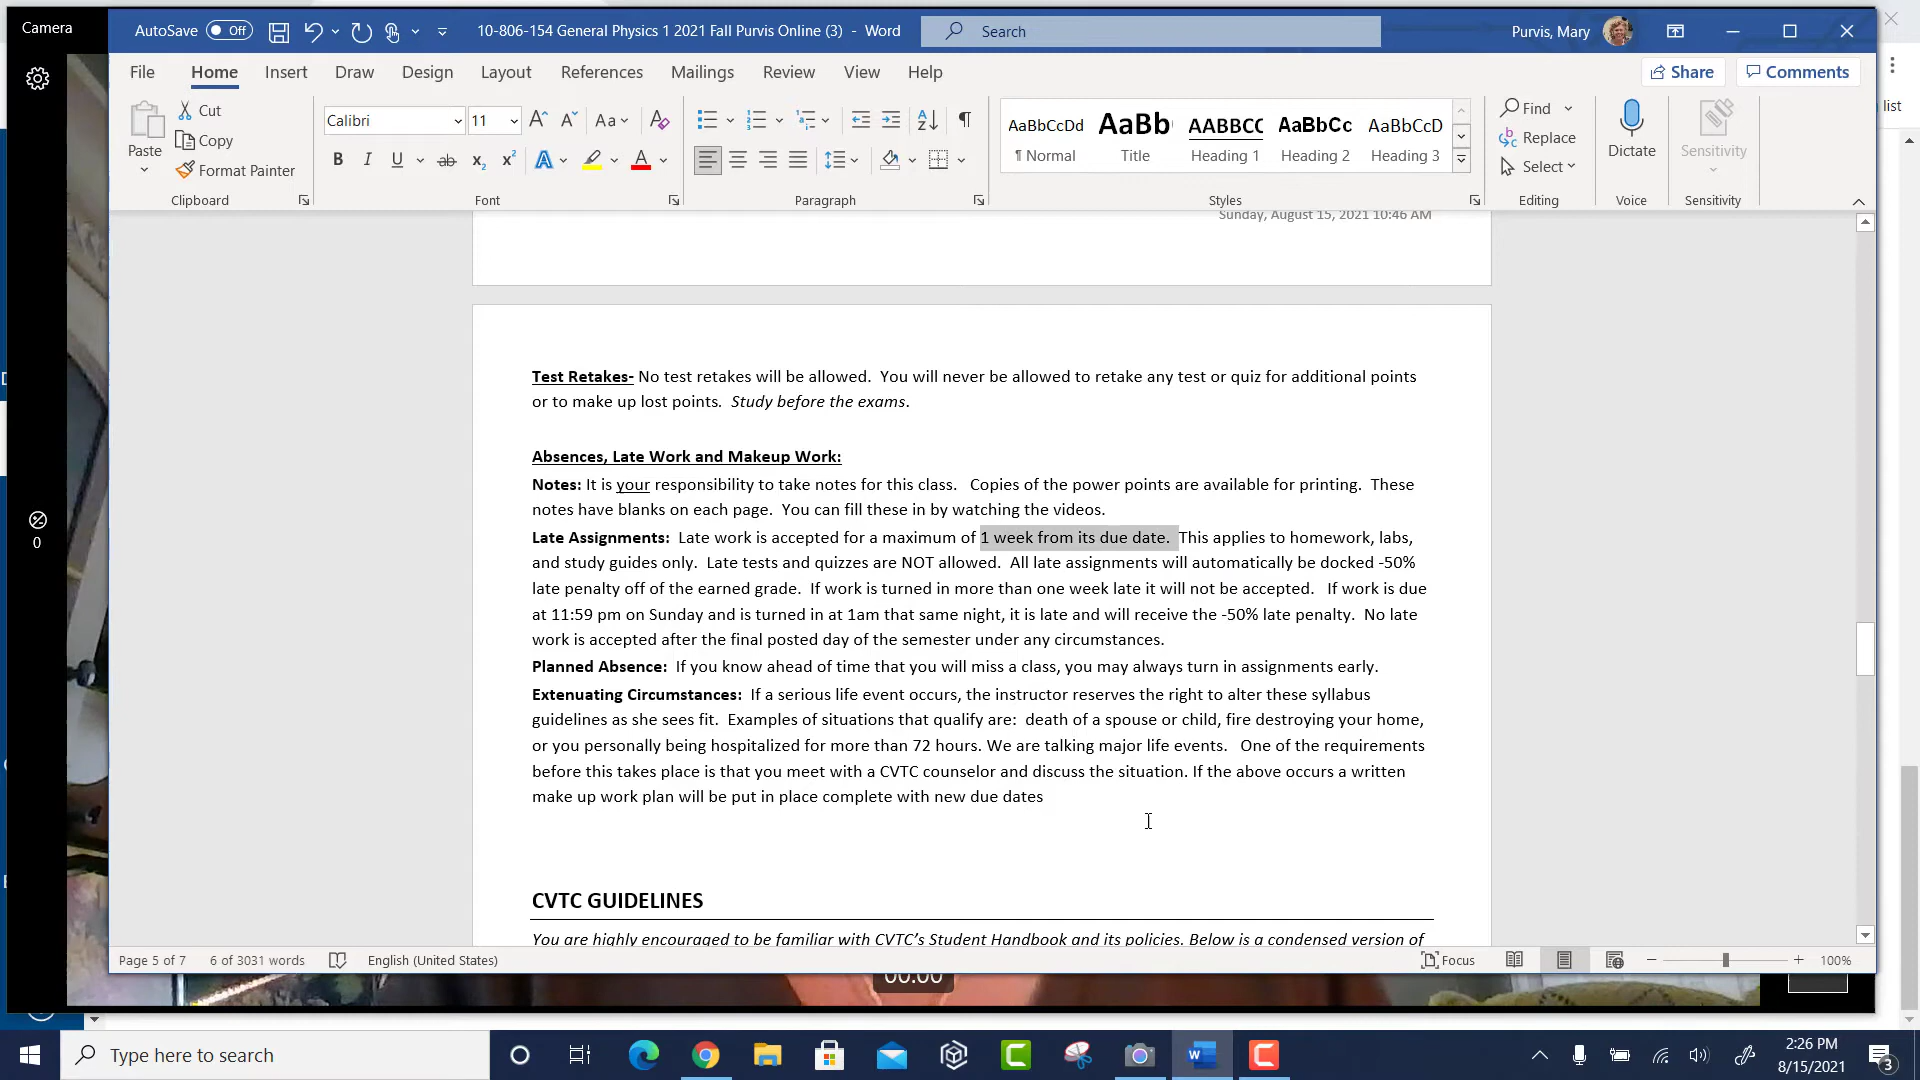 Camera
AutoSave Off
10-806-154 General Physics 1 2021 Fall Purvis Online (3) - Word
Search
Purvis, Mary
File Home Insert Draw Design Layout References Mailings Review View Help
Share Comments
list
Paste
Cut
Copy
Format Painter
Clipboard
Calibri 11
Font
Paragraph
AaBbCcDd AaBb AABBCC AaBbCc AaBbCcD
¶ Normal Title Heading 1 Heading 2 Heading 3
Styles
Find
Replace
Select
Editing
Dictate
Voice
Sensitivity
Sensitivity
Sunday, August 15, 2021 10:46 AM
Test Retakes- No test retakes will be allowed. You will never be allowed to retake any test or quiz for additional points
or to make up lost points. Study before the exams.
Absences, Late Work and Makeup Work:
Notes: It is your responsibility to take notes for this class. Copies of the power points are available for printing. These
notes have blanks on each page. You can fill these in by watching the videos.
Late Assignments: Late work is accepted for a maximum of 1 week from its due date. This applies to homework, labs,
and study guides only. Late tests and quizzes are NOT allowed. All late assignments will automatically be docked -50%
late penalty off of the earned grade. If work is turned in more than one week late it will not be accepted. If work is due
at 11:59 pm on Sunday and is turned in at 1am that same night, it is late and will receive the -50% late penalty. No late
work is accepted after the final posted day of the semester under any circumstances.
Planned Absence: If you know ahead of time that you will miss a class, you may always turn in assignments early.
Extenuating Circumstances: If a serious life event occurs, the instructor reserves the right to alter these syllabus
guidelines as she sees fit. Examples of situations that qualify are: death of a spouse or child, fire destroying your home,
or you personally being hospitalized for more than 72 hours. We are talking major life events. One of the requirements
before this takes place is that you meet with a CVTC counselor and discuss the situation. If the above occurs a written
make up work plan will be put in place complete with new due dates
CVTC GUIDELINES
You are highly encouraged to be familiar with CVTC's Student Handbook and its policies. Below is a condensed version of
0
Page 5 of 7 6 of 3031 words English (United States)
Focus 100%
00:00
Type here to search
2:26 PM
8/15/2021
3